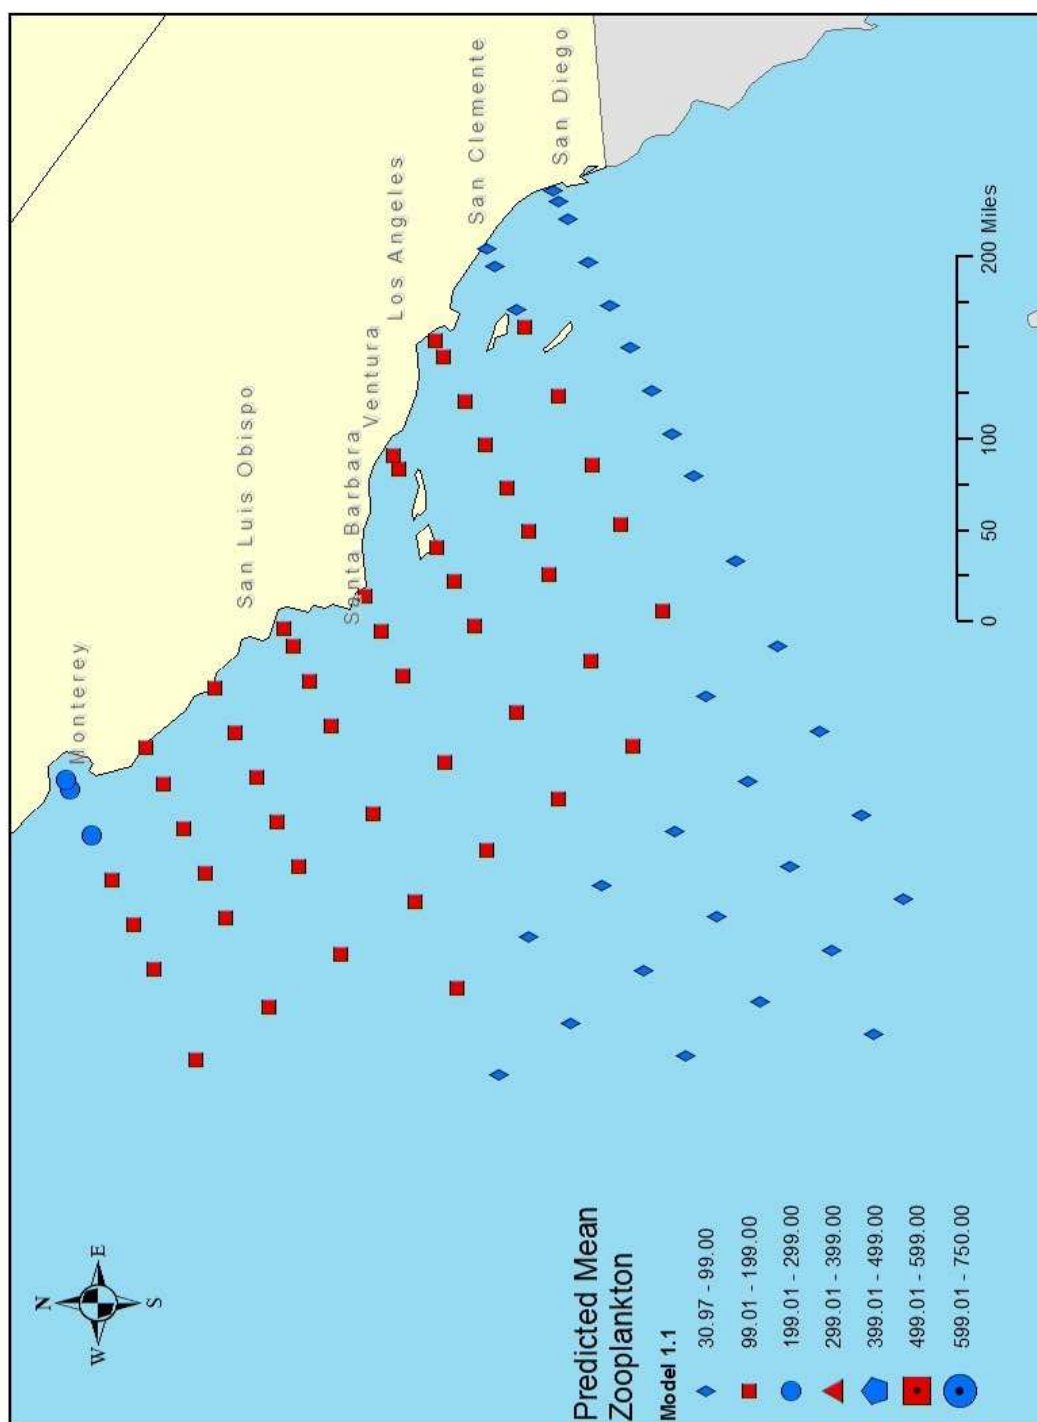 Monterey
San Luis Obispo
Santa Barbara
Ventura
Los Angeles
San Clemente
San Diego
N
W
E
S
Predicted Mean
Zooplankton
Model 1.1
30.97 - 99.00
99.01 - 199.00
199.01 - 299.00
299.01 - 399.00
399.01 - 499.00
499.01 - 599.00
599.01 - 750.00
0 50 100 200 Miles